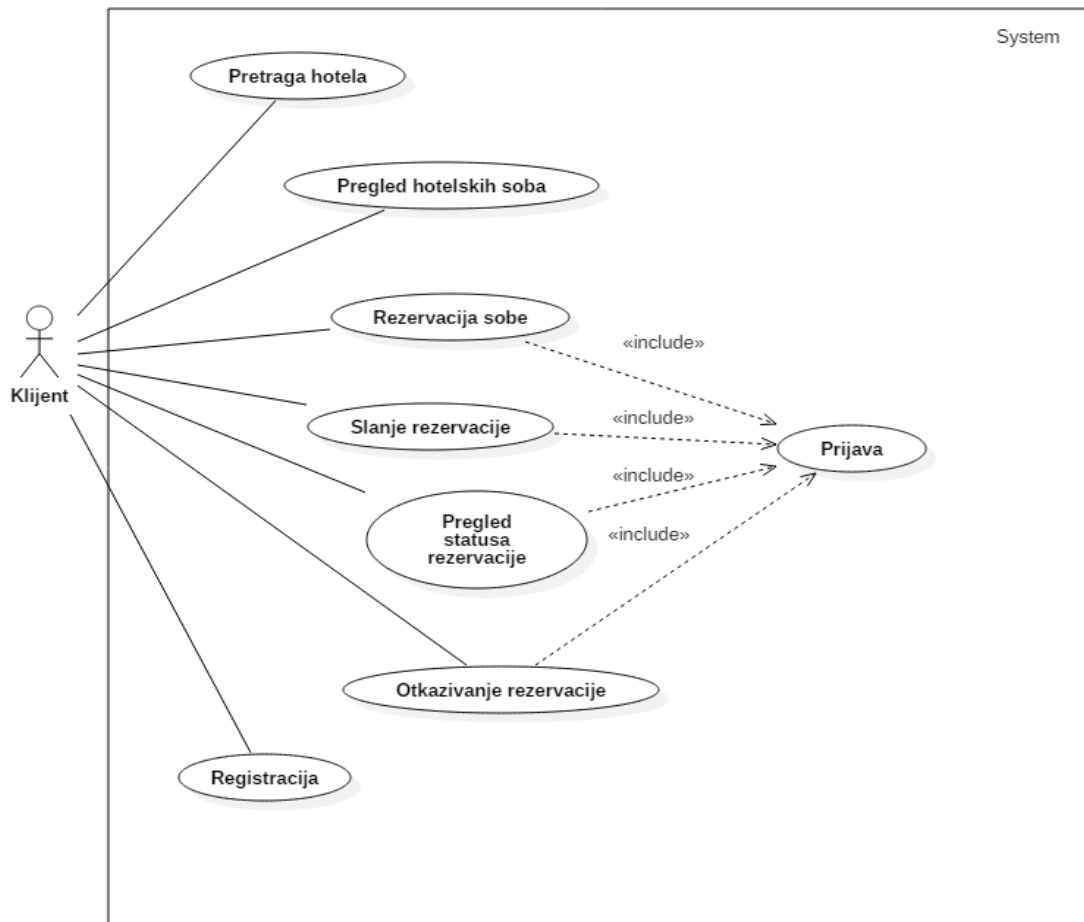 System
Pretraga hotela
Pregled hotelskih soba
Rezervacija sobe
«include»
Klijent
Slanje rezervacije
«include»
Prijava
«include»
Pregled
statusa
rezervacije
«include»
Otkazivanje rezervacije
Registracija